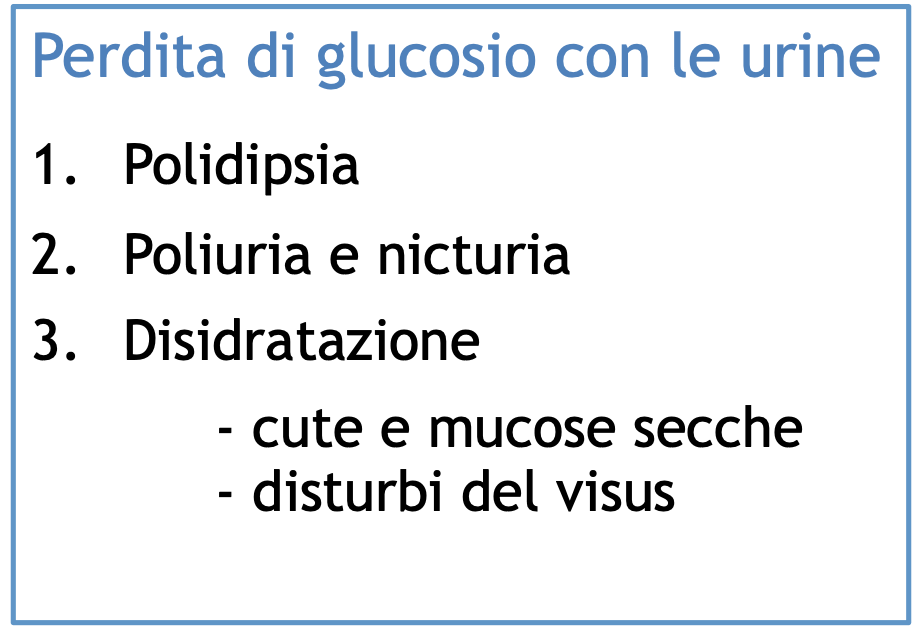 Perdita di glucosio con le urine
1. Polidipsia
2. Poliuria e nicturia
3. Disidratazione
- cute e mucose secche
- disturbi del visus